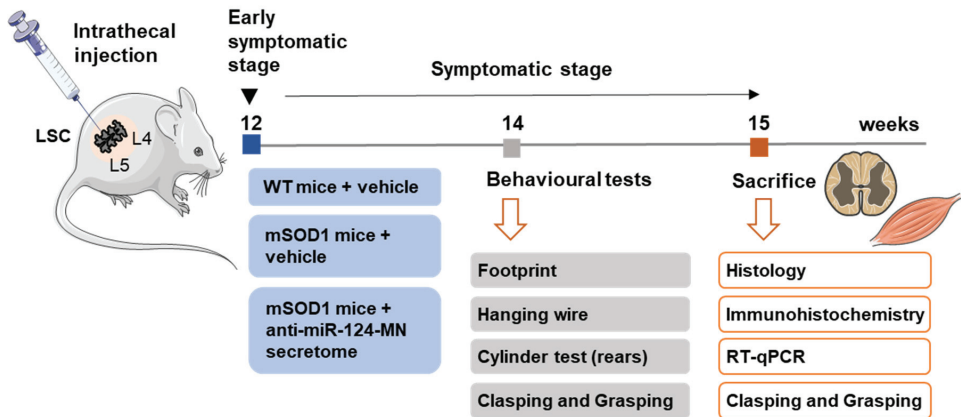 Intrathecal
injection
LSC
L4
L5
Early
symptomatic
stage
Symptomatic stage
12
14
15
weeks
WT mice + vehicle
mSOD1 mice +
vehicle
mSOD1 mice +
anti-miR-124-MN
secretome
Behavioural tests
Footprint
Hanging wire
Cylinder test (rears)
Clasping and Grasping
Sacrifice
Histology
Immunohistochemistry
RT-qPCR
Clasping and Grasping